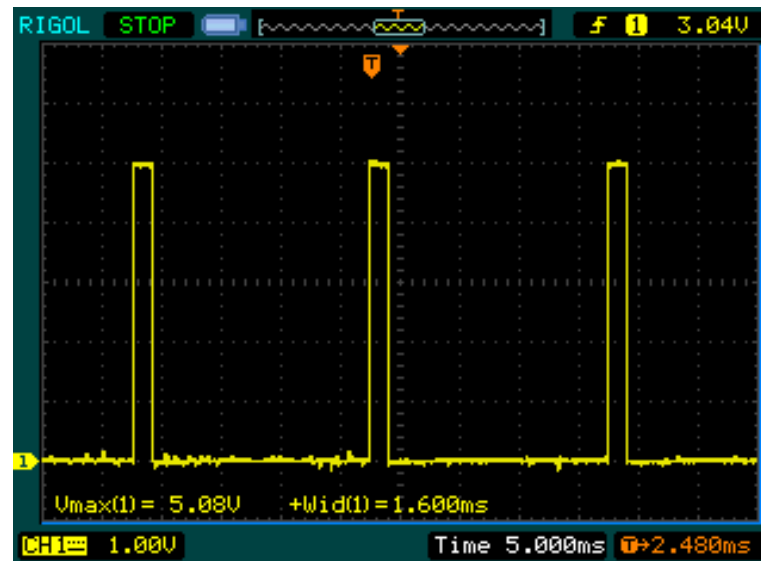 RIGOL STOP T f 1 3.04V
T
1
Vmax(1)= 5.08V +Wid(1)=1.600ms
CH1 1.00V Time 5.000ms T→2.480ms